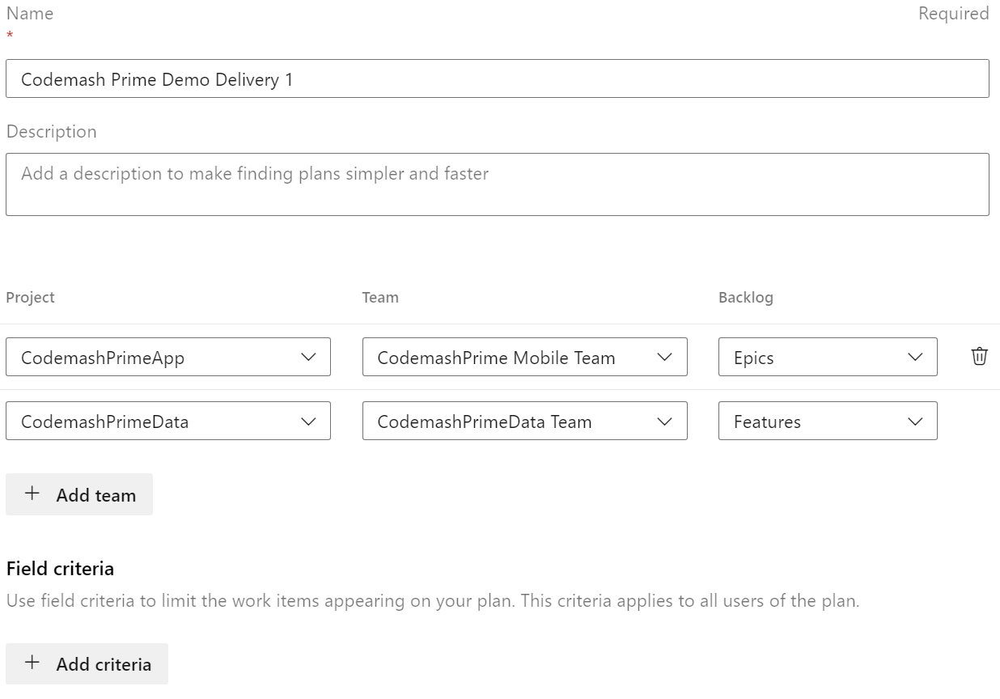 Name Required
*
Codemash Prime Demo Delivery 1
Description
Add a description to make finding plans simpler and faster
Project Team Backlog
CodemashPrimeApp CodemashPrime Mobile Team Epics
CodemashPrimeData CodemashPrimeData Team Features
+ Add team
Field criteria
Use field criteria to limit the work items appearing on your plan. This criteria applies to all users of the plan.
+ Add criteria